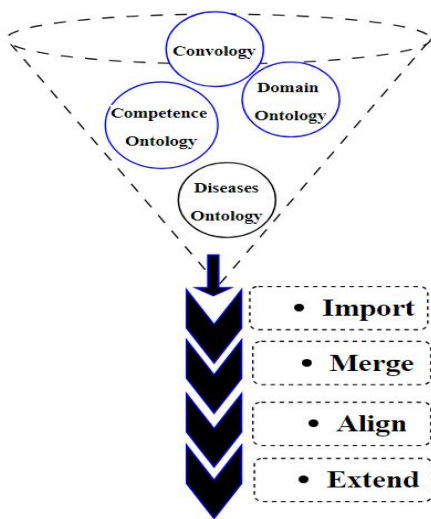 Convology
Domain
Ontology
Competence
Ontology
Diseases
Ontology
• Import
• Merge
• Align
• Extend